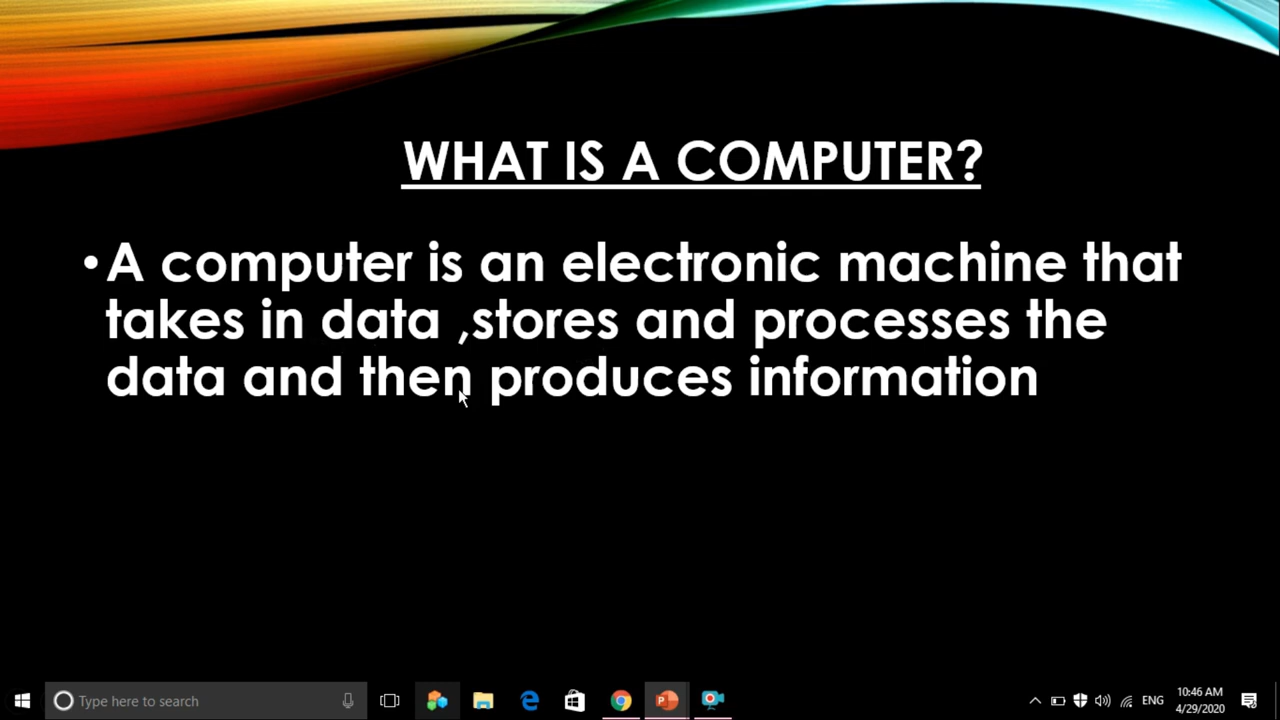 WHAT IS A COMPUTER?
•A computer is an electronic machine that
takes in data ,stores and processes the
data and then produces information
Type here to search
ENG
10:46 AM
4/29/2020